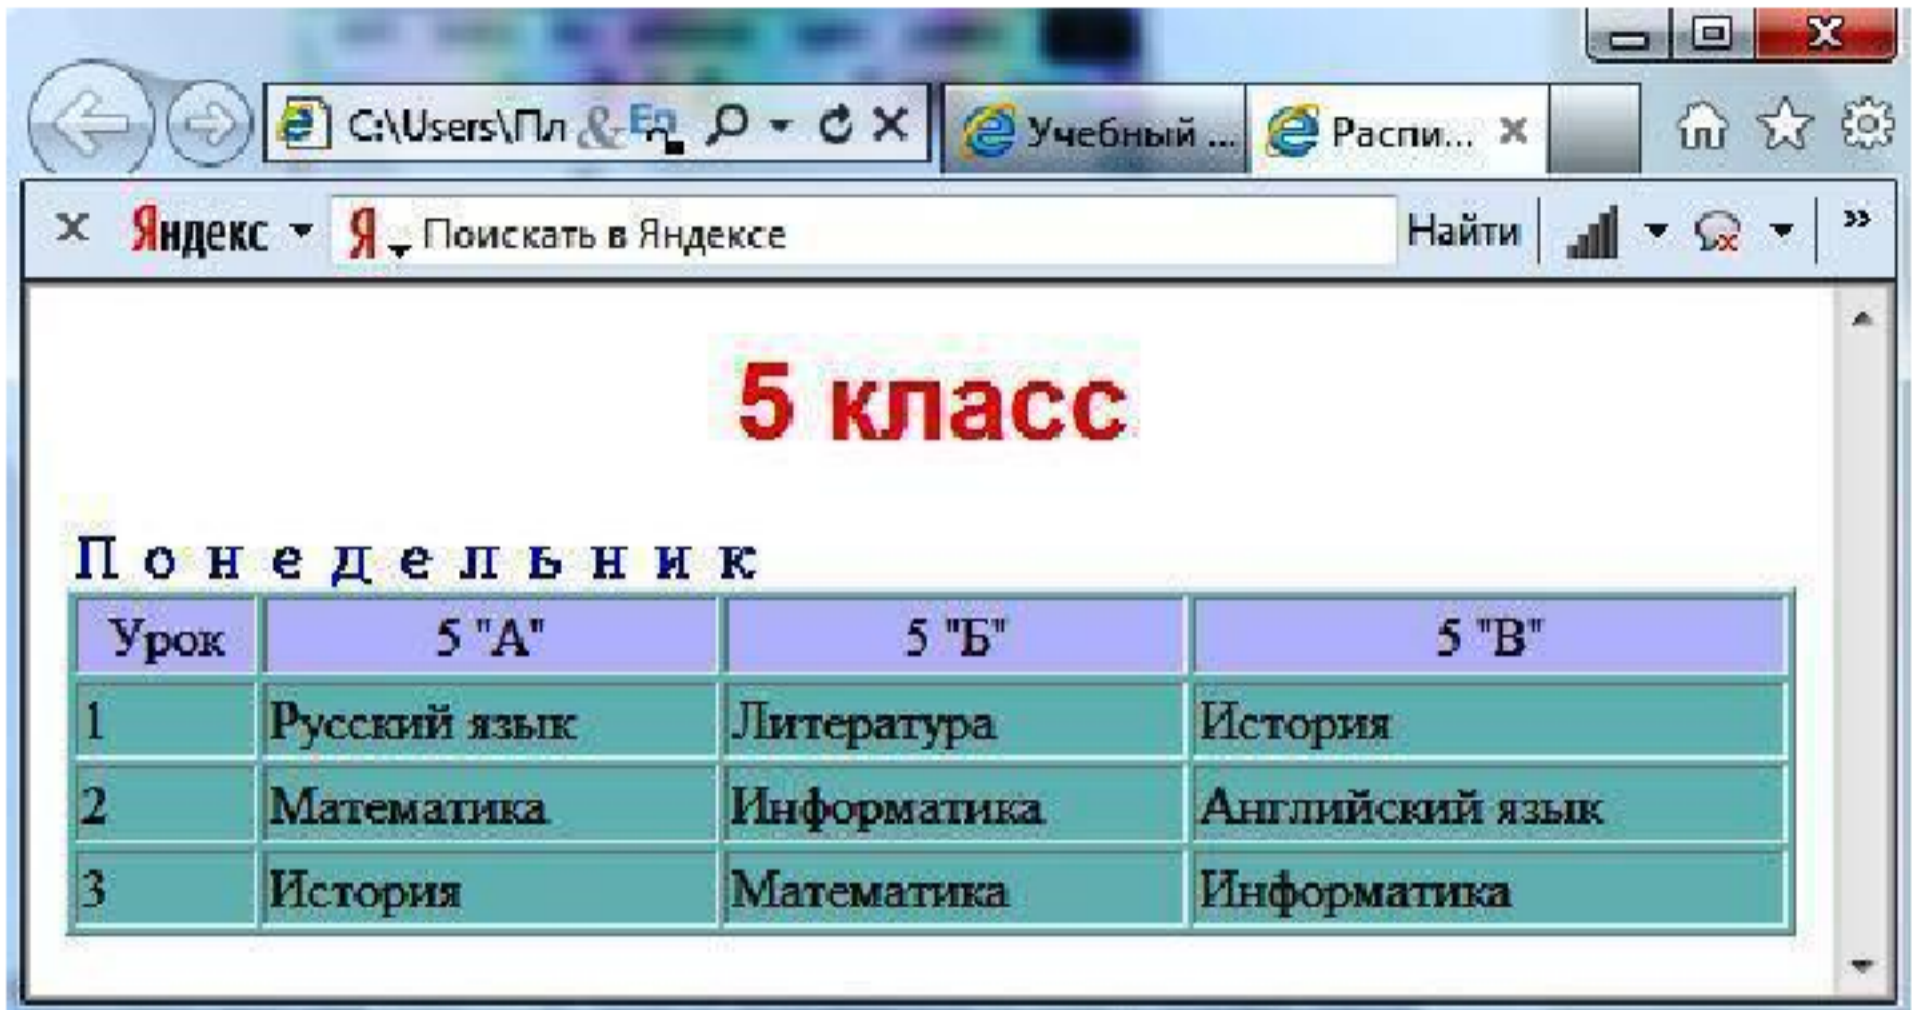 C:\Users\Пл Учебный ... Распи...
Яндекс Я Поискать в Яндексе Найти
5 класс
Понедельник
Урок 5 "А" 5 "Б" 5 "В"
1 Русский язык Литература История
2 Математика Информатика Английский язык
3 История Математика Информатика